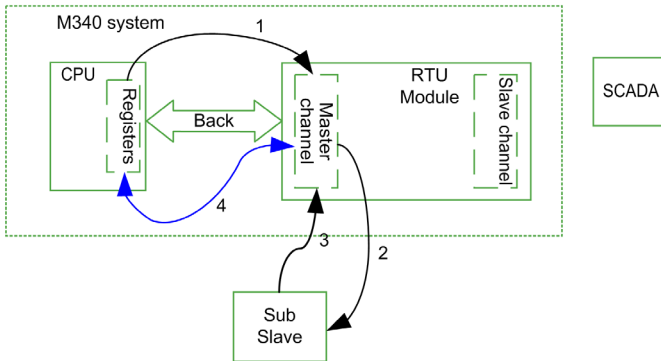 M340 system
1
CPU
RTU
Module
SCADA
Registers
Back
Master
channel
Slave channel
4
3
2
Sub
Slave